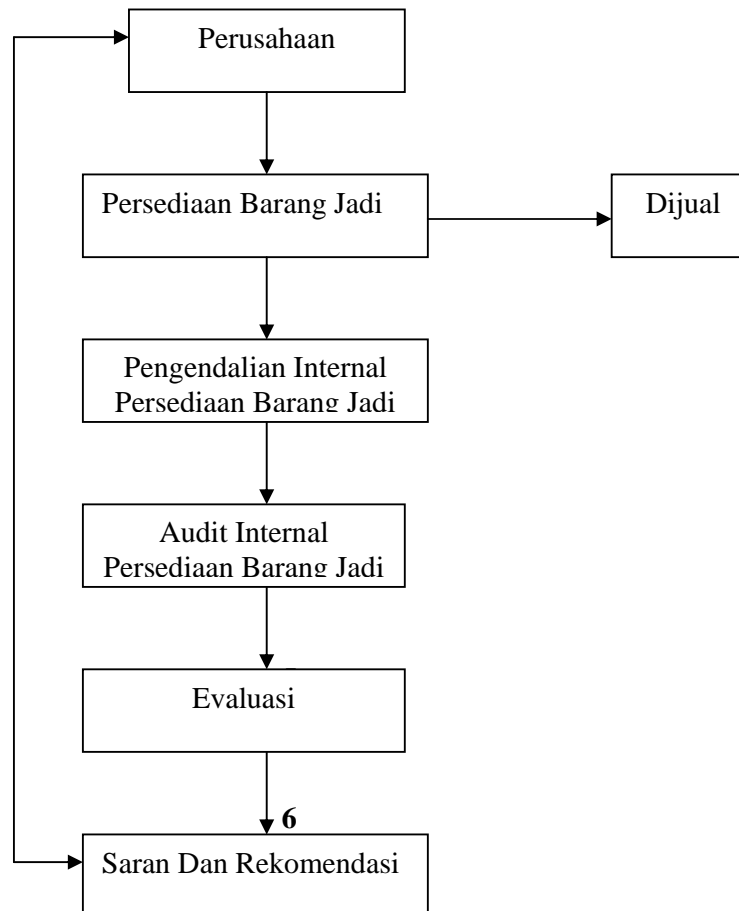 Perusahaan
Persediaan Barang Jadi
Dijual
Pengendalian Internal
Persediaan Barang Jadi
Audit Internal
Persediaan Barang Jadi
Evaluasi
6
Saran Dan Rekomendasi